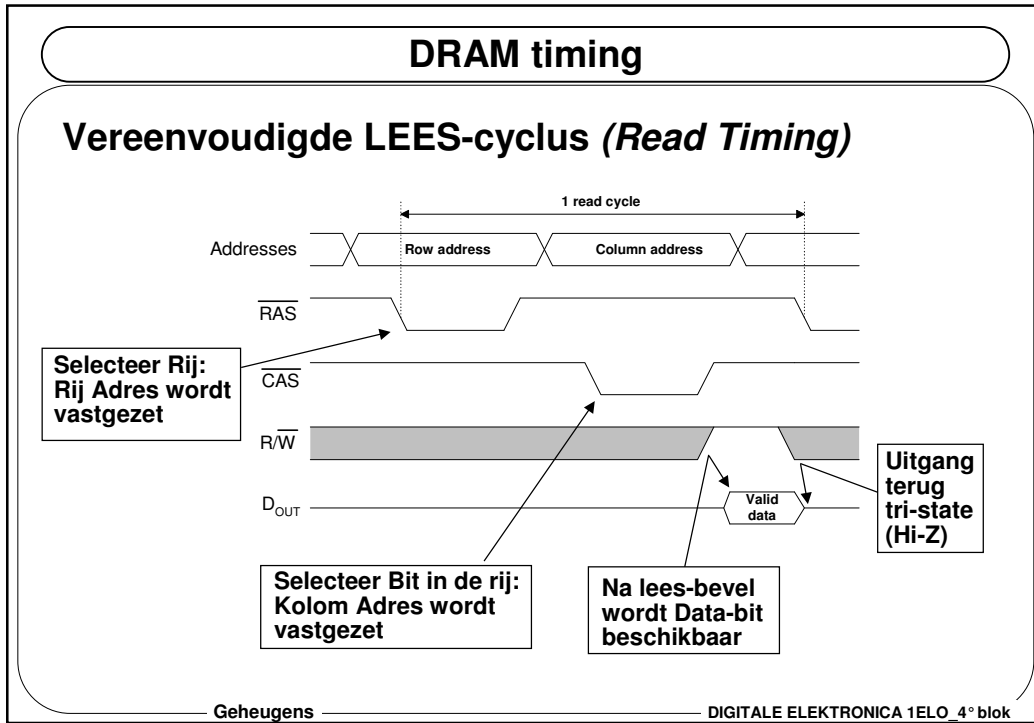 DRAM timing
Vereenvoudigde LEES-cyclus (Read Timing)
1 read cycle
Addresses
Row address
Column address
RAS
Selecteer Rij:
Rij Adres wordt
vastgezet
CAS
R/W
Uitgang
terug
tri-state
(Hi-Z)
DOUT
Valid
data
Selecteer Bit in de rij:
Kolom Adres wordt
vastgezet
Na lees-bevel
wordt Data-bit
beschikbaar
Geheugens
DIGITALE ELEKTRONICA 1ELO_4° blok